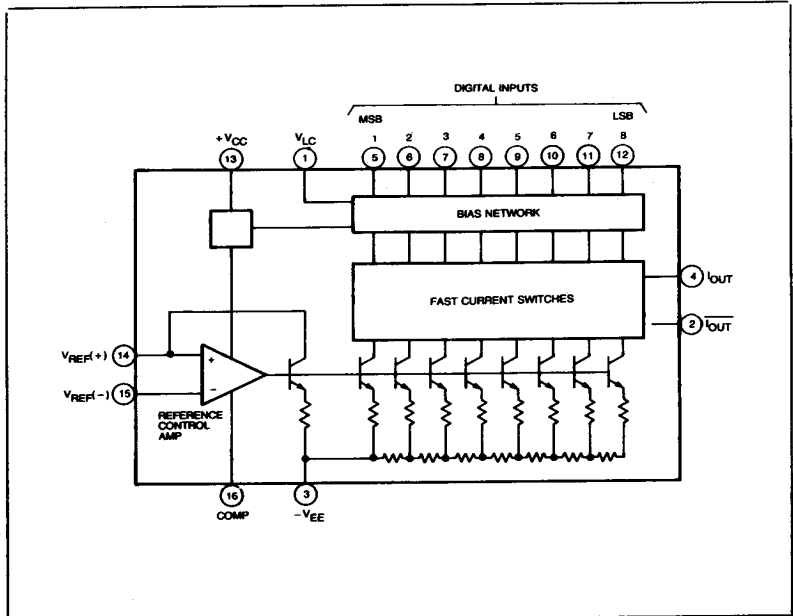 DIGITAL INPUTS
MSB LSB
1 2 3 4 5 6 7 8
+VCC VLC
13 1 5 6 7 8 9 10 11 12
BIAS NETWORK
FAST CURRENT SWITCHES
4 IOUT
2 IOUT
VREF(+) 14
+
VREF(−) 15
−
REFERENCE
CONTROL
AMP
16 3
COMP −VEE